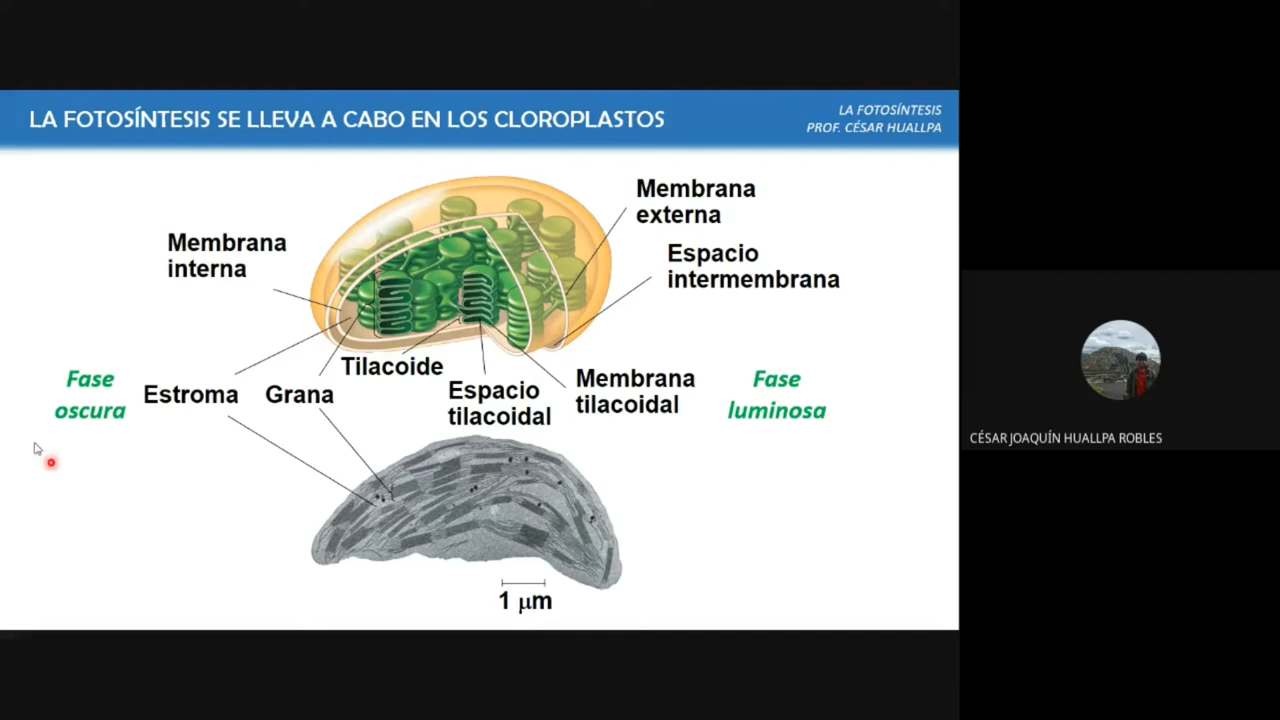 LA FOTOSÍNTESIS SE LLEVA A CABO EN LOS CLOROPLASTOS
LA FOTOSÍNTESIS
PROF. CÉSAR HUALLPA
Membrana
externa
Membrana
interna
Espacio
intermembrana
Tilacoide
Fase
oscura
Estroma
Grana
Espacio
tilacoidal
Membrana
tilacoidal
Fase
luminosa
CÉSAR JOAQUÍN HUALLPA ROBLES
1 μm